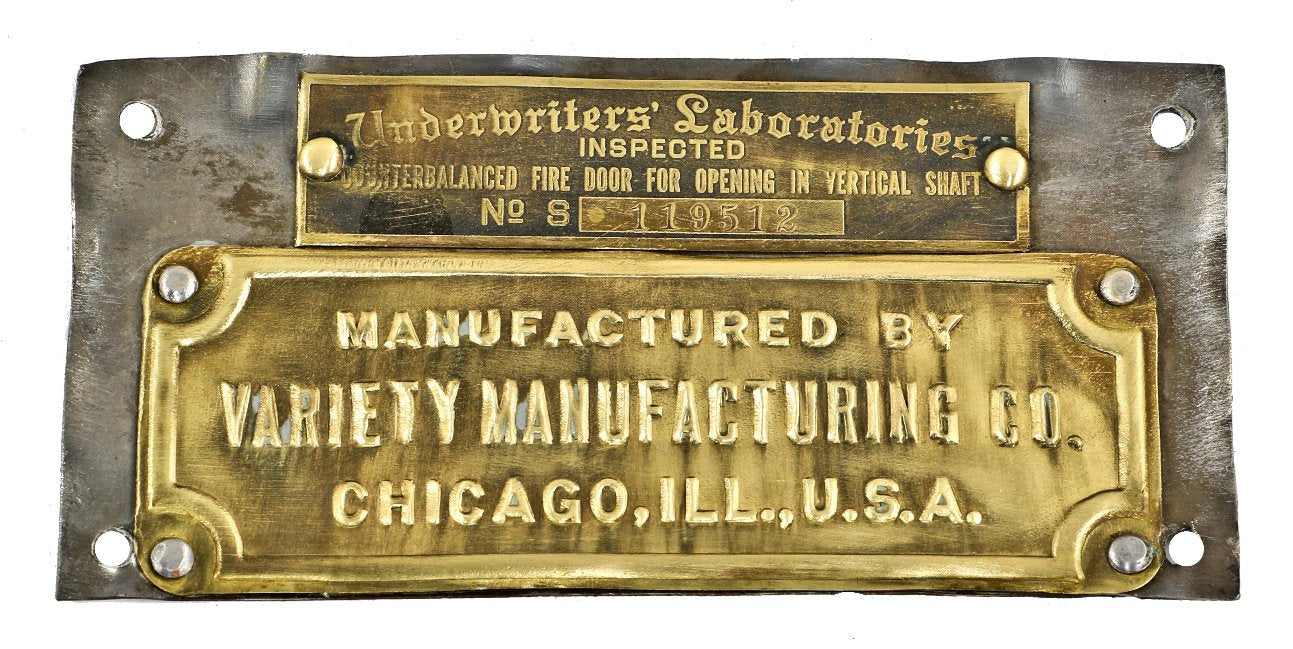 Underwriters' Laboratories
INSPECTED
COUNTERBALANCED FIRE DOOR FOR OPENING IN VERTICAL SHAFT
No S 119512
MANUFACTURED BY
VARIETY MANUFACTURING CO.
CHICAGO, ILL., U.S.A.